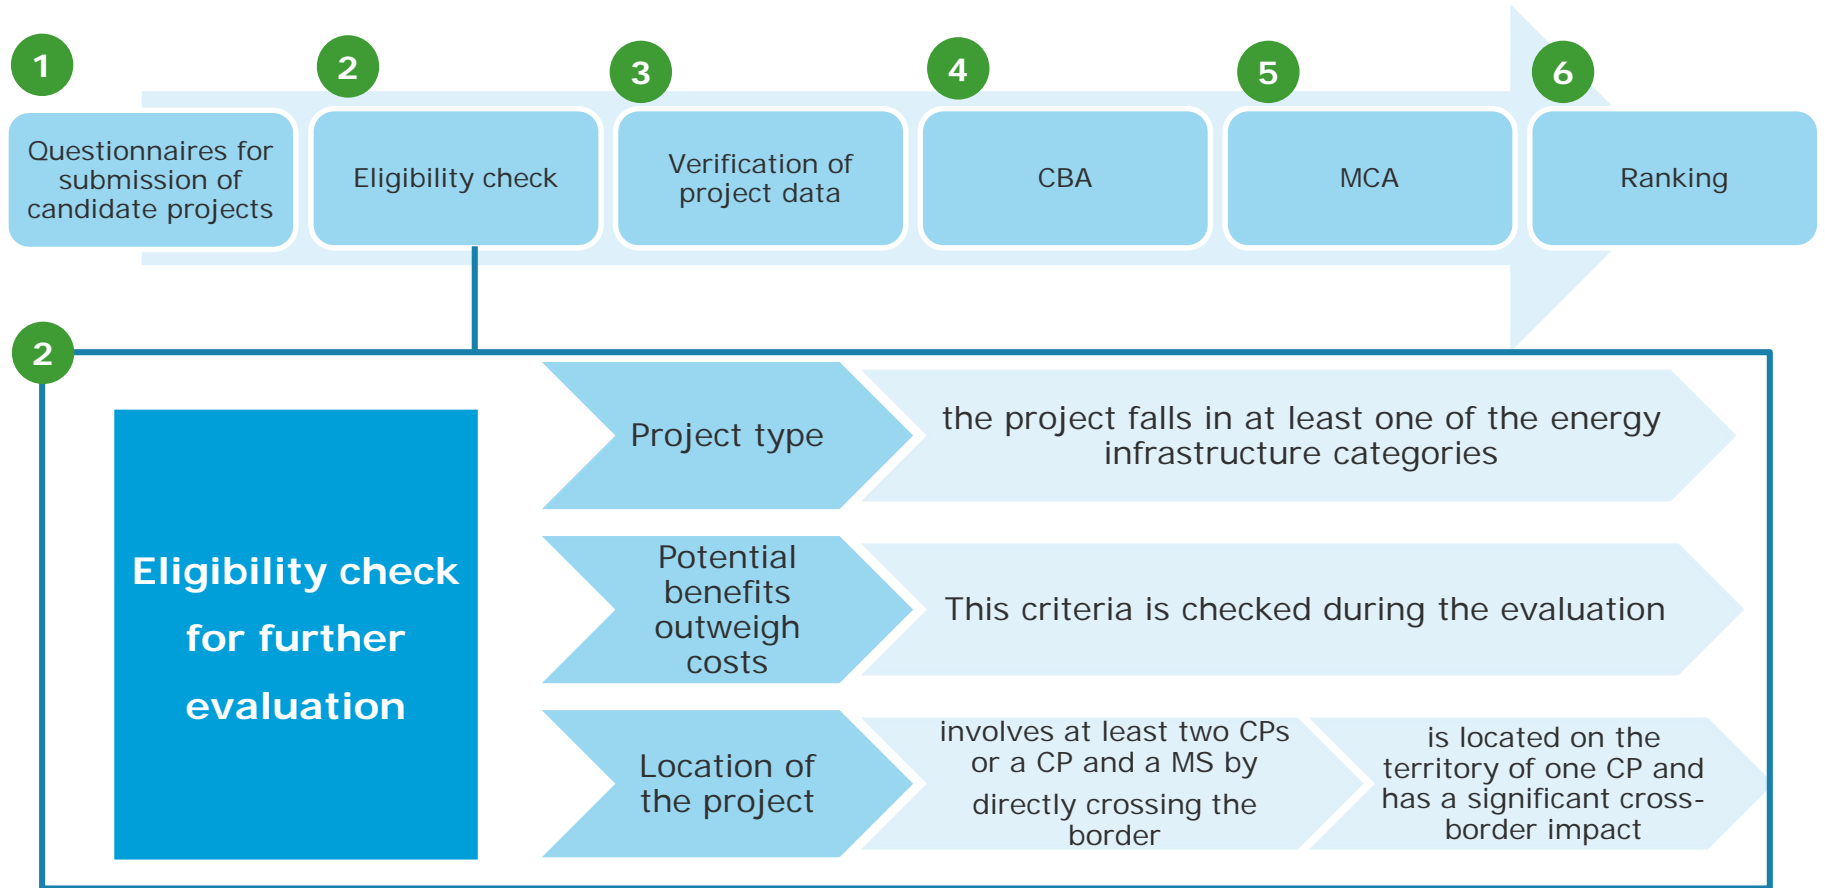 1
2
3
4
5
6
Questionnaires for
submission of
candidate projects
Eligibility check
Verification of
project data
CBA
MCA
Ranking
2
Eligibility check
for further
evaluation
Project type
the project falls in at least one of the energy
infrastructure categories
Potential
benefits
outweigh
costs
This criteria is checked during the evaluation
Location of
the project
involves at least two CPs
or a CP and a MS by
directly crossing the
border
is located on the
territory of one CP and
has a significant cross-
border impact